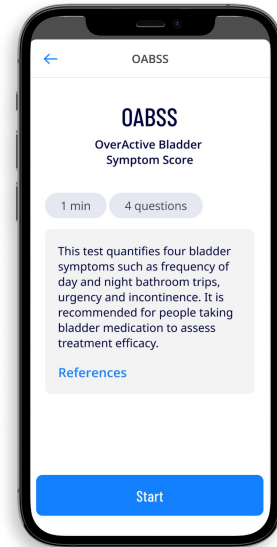 OABSS
OABSS
OverActive Bladder
Symptom Score
1 min
4 questions
This test quantifies four bladder
symptoms such as frequency of
day and night bathroom trips,
urgency and incontinence. It is
recommended for people taking
bladder medication to assess
treatment efficacy.
References
Start